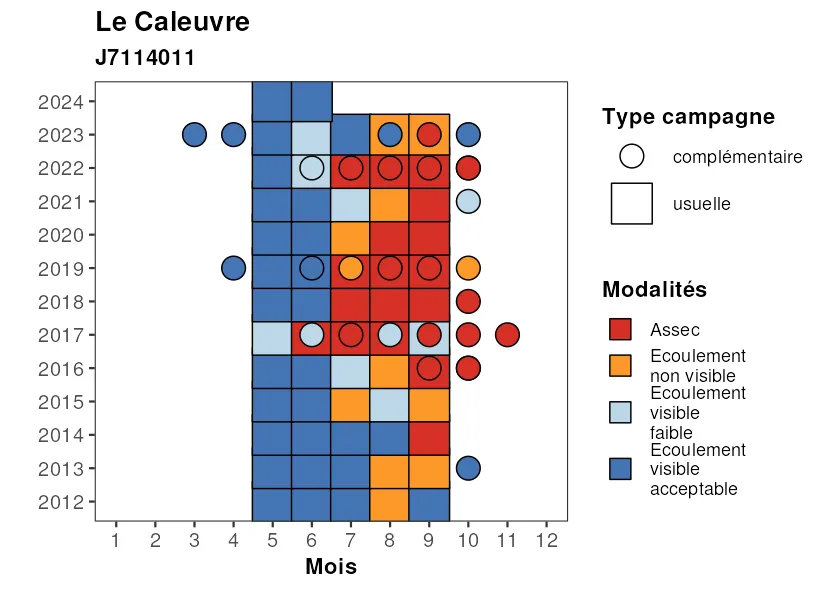 Le Caleuvre
J7114011
2024
2023
2022
2021
2020
2019
2018
2017
2016
2015
2014
2013
2012
1 2 3 4 5 6 7 8 9 10 11 12
Mois
Type campagne
complémentaire
usuelle
Modalités
Assec
Ecoulement
non visible
Ecoulement
visible
faible
Ecoulement
visible
acceptable